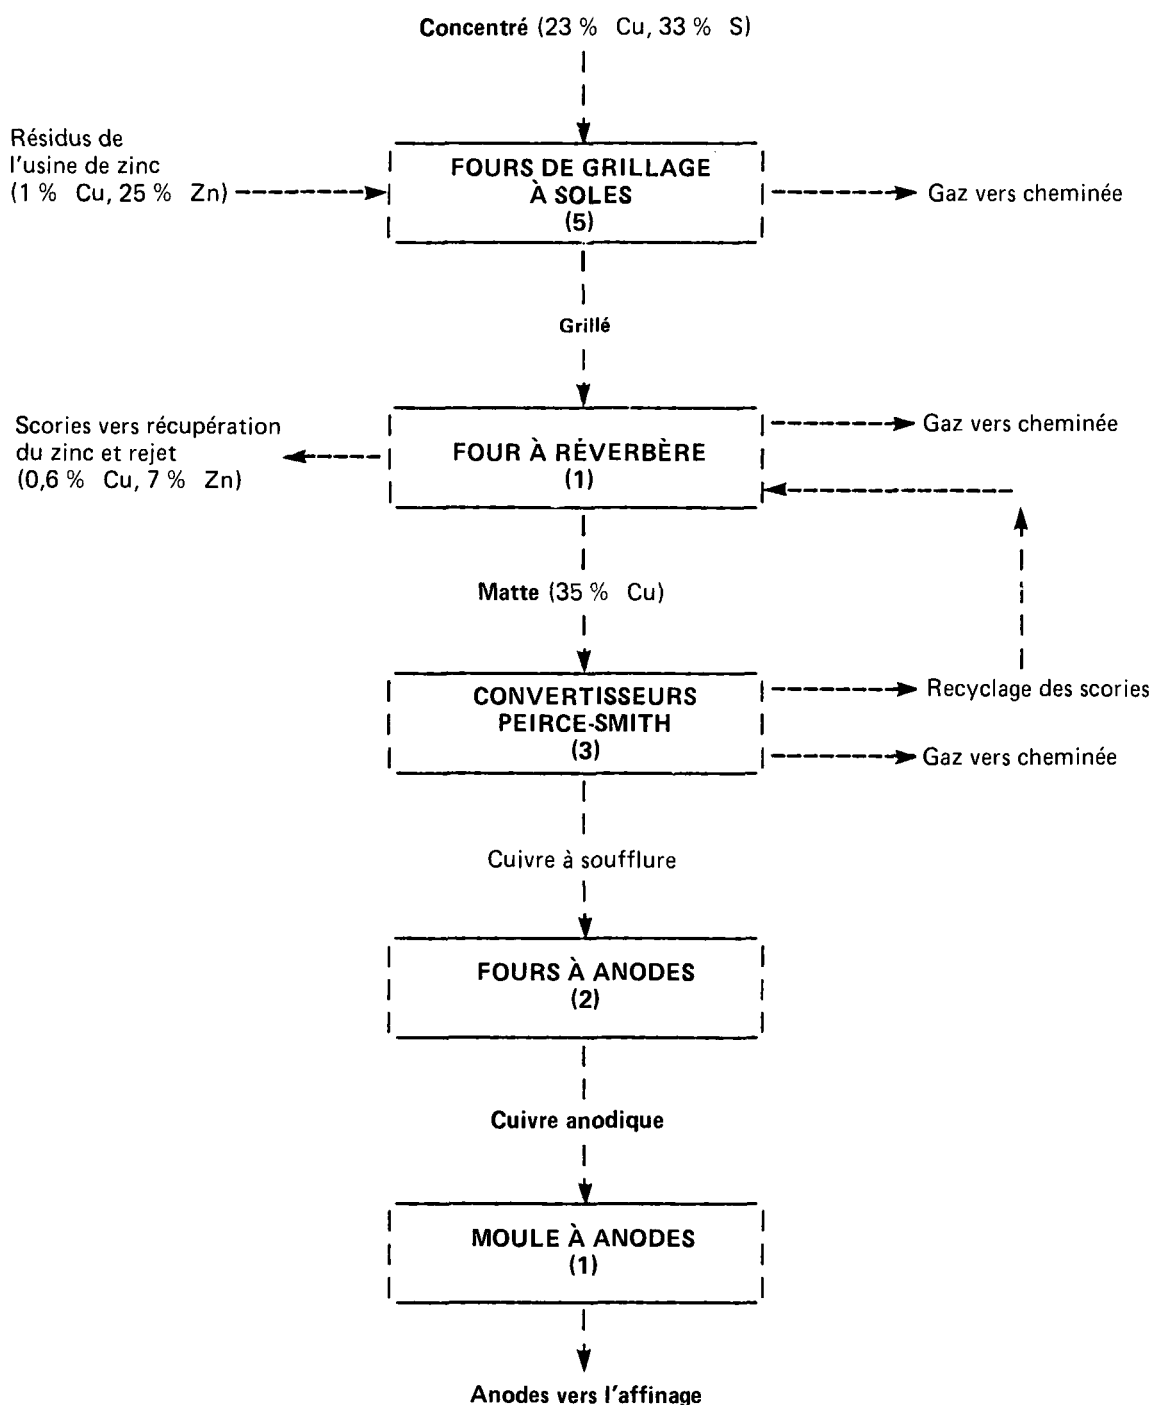 Concentré (23 % Cu, 33 % S)
Résidus de
l'usine de zinc
(1 % Cu, 25 % Zn)
FOURS DE GRILLAGE
À SOLES
(5)
Gaz vers cheminée
Grillé
Scories vers récupération
du zinc et rejet
(0,6 % Cu, 7 % Zn)
FOUR À RÉVERBÈRE
(1)
Gaz vers cheminée
Matte (35 % Cu)
CONVERTISSEURS
PEIRCE-SMITH
(3)
Recyclage des scories
Gaz vers cheminée
Cuivre à soufflure
FOURS À ANODES
(2)
Cuivre anodique
MOULE À ANODES
(1)
Anodes vers l'affinage